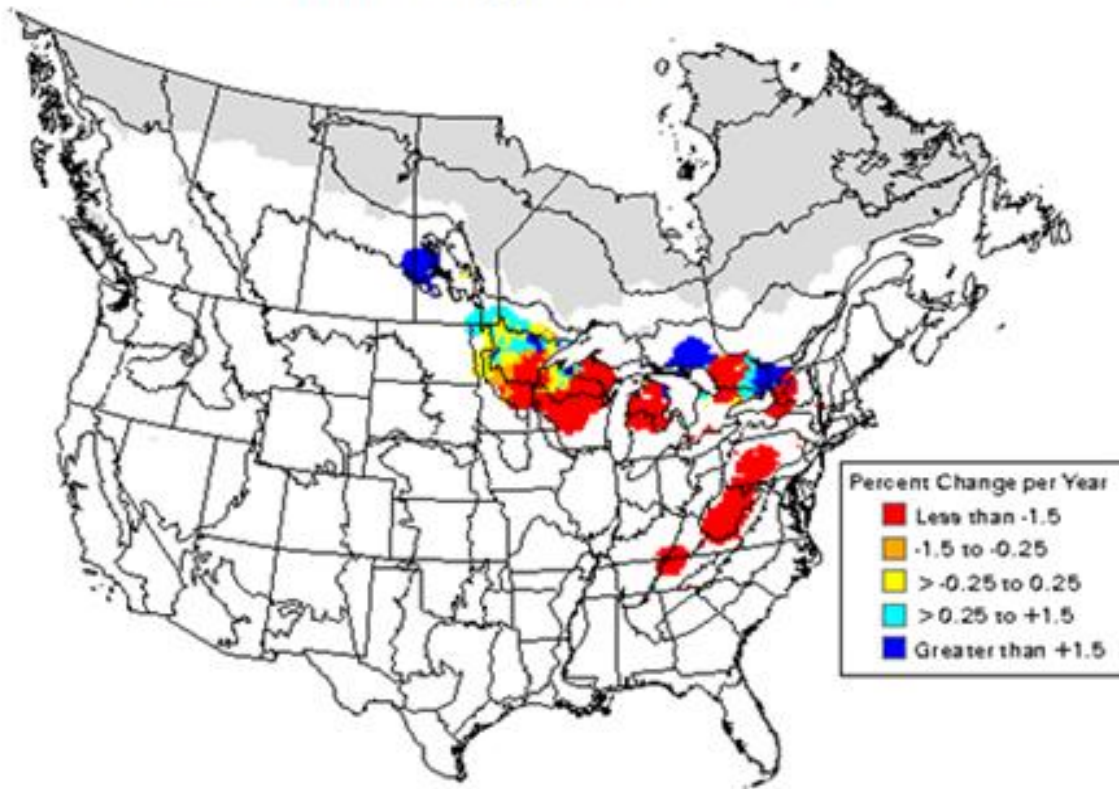 Percent Change per Year
Less than -1.5
-1.5 to -0.25
> -0.25 to 0.25
> 0.25 to +1.5
Greater than +1.5